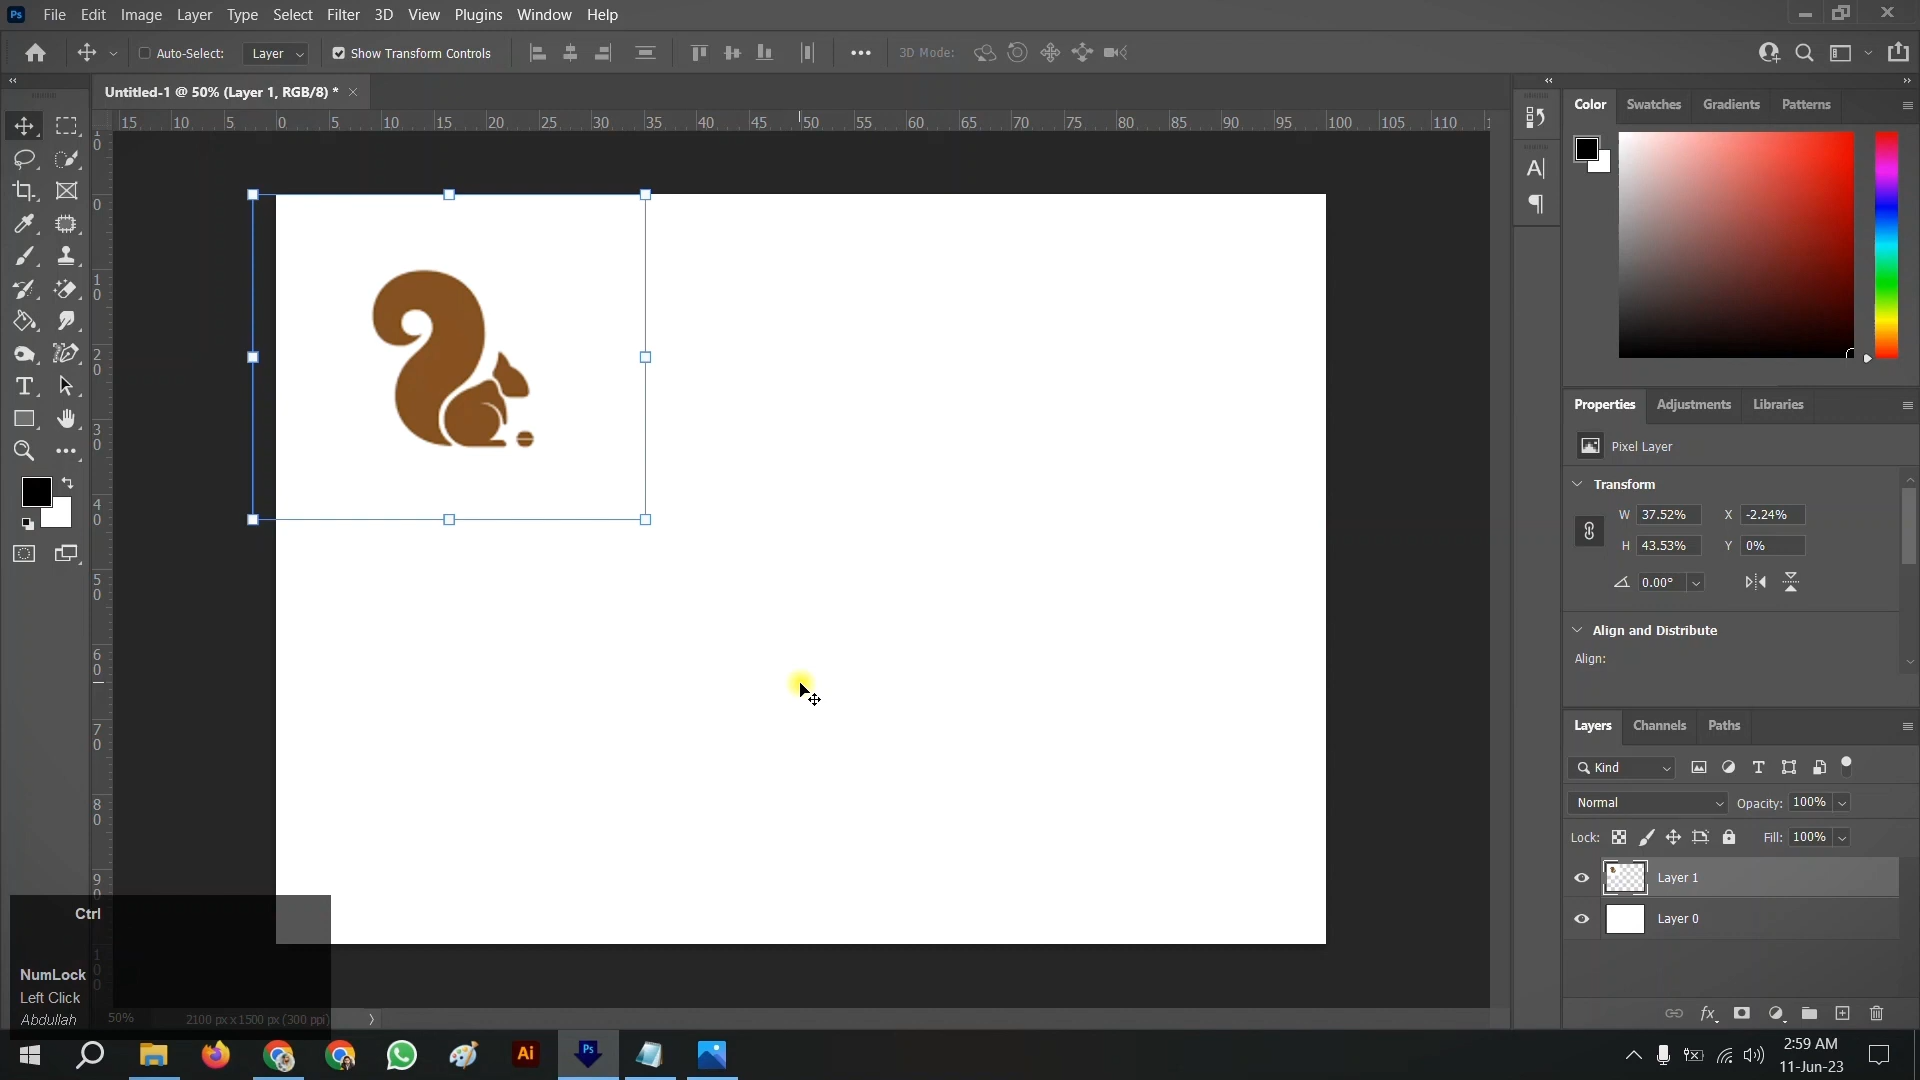 Ps File Edit Image Layer Type Select Filter 3D View Plugins Window Help
Auto-Select: Layer Show Transform Controls 3D Mode:
Untitled-1 @ 50% (Layer 1, RGB/8) *
15 10 5 0 5 10 15 20 25 30 35 40 45 50 55 60 65 70 75 80 85 90 95 100 105 110
Color Swatches Gradients Patterns
Properties Adjustments Libraries
Pixel Layer
Transform
W 37.52% X -2.24%
H 43.53% Y 0%
0.00°
Align and Distribute
Align:
Layers Channels Paths
Kind
Normal Opacity: 100%
Lock: Fill: 100%
Layer 1
Layer 0
Ctrl
NumLock
Left Click
Abdullah
50% 2100 px x 1500 px (300 ppi)
Ai Ps
2:59 AM
11-Jun-23